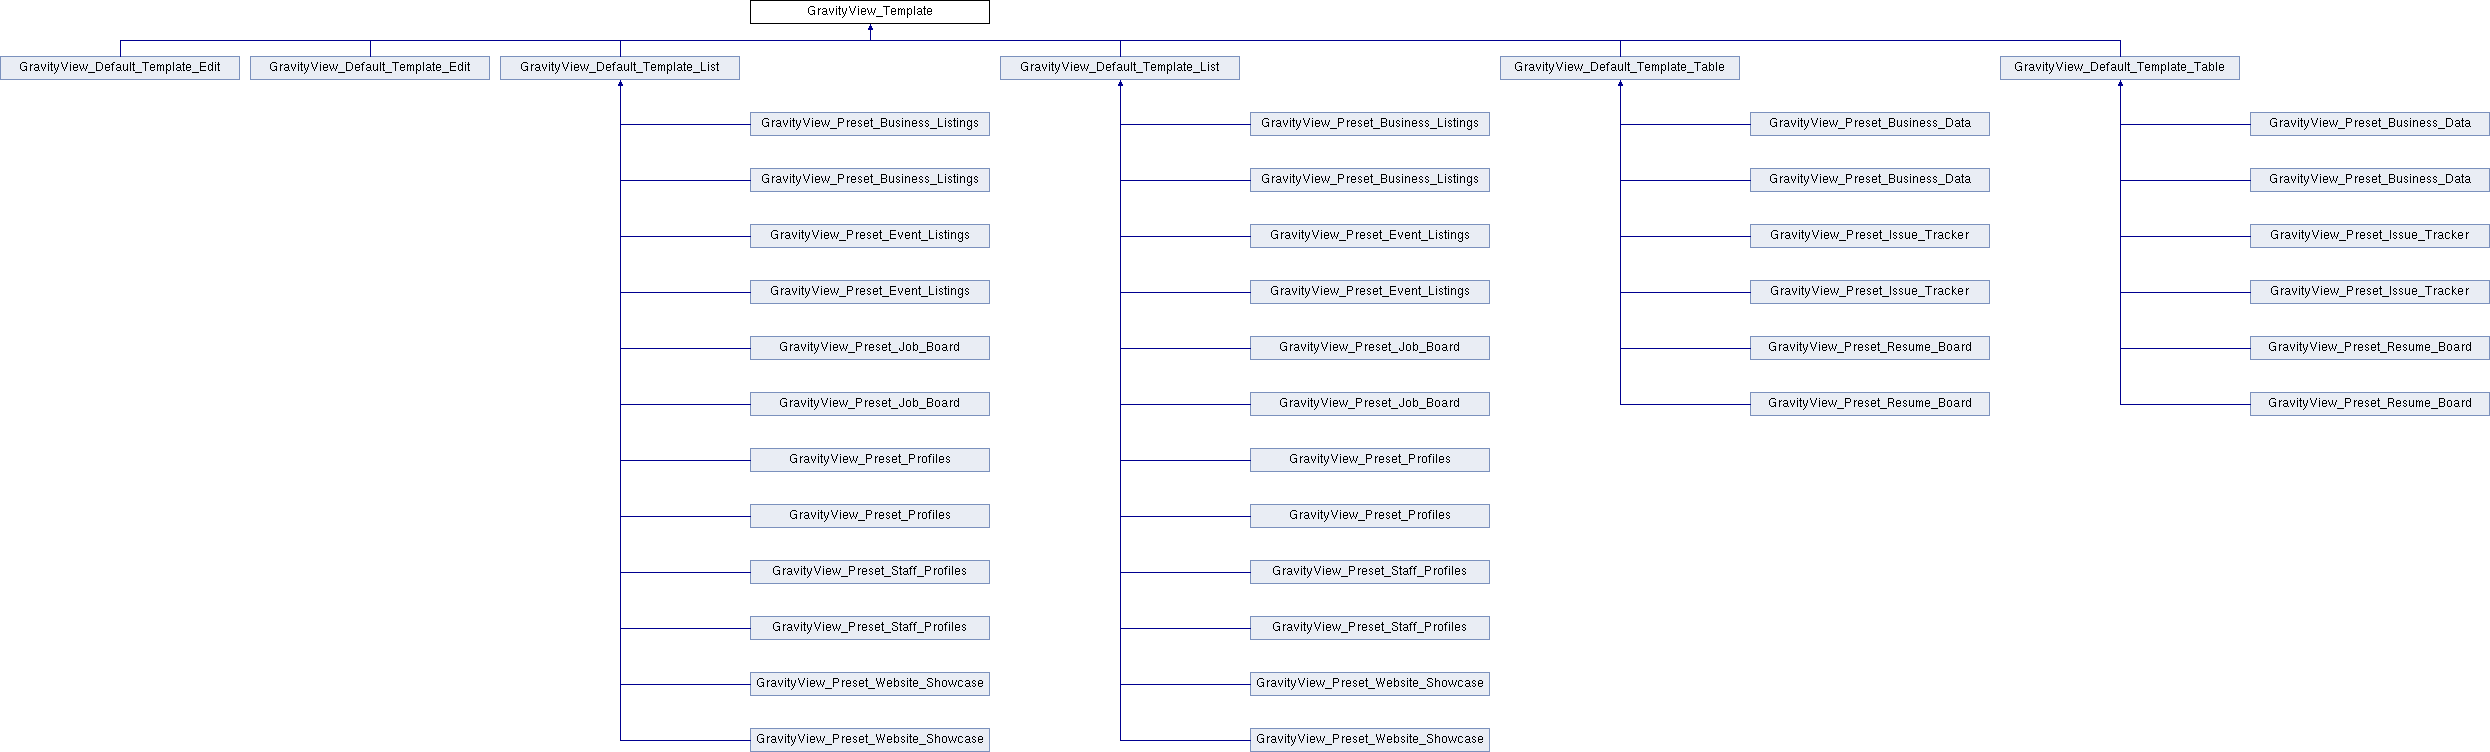 GravityView_Template
GravityView_Default_Template_Edit GravityView_Default_Template_Edit GravityView_Default_Template_List GravityView_Default_Template_List GravityView_Default_Template_Table GravityView_Default_Template_Table
GravityView_Preset_Business_Listings GravityView_Preset_Business_Listings GravityView_Preset_Business_Data GravityView_Preset_Business_Data
GravityView_Preset_Business_Listings GravityView_Preset_Business_Listings GravityView_Preset_Business_Data GravityView_Preset_Business_Data
GravityView_Preset_Event_Listings GravityView_Preset_Event_Listings GravityView_Preset_Issue_Tracker GravityView_Preset_Issue_Tracker
GravityView_Preset_Event_Listings GravityView_Preset_Event_Listings GravityView_Preset_Issue_Tracker GravityView_Preset_Issue_Tracker
GravityView_Preset_Job_Board GravityView_Preset_Job_Board GravityView_Preset_Resume_Board GravityView_Preset_Resume_Board
GravityView_Preset_Job_Board GravityView_Preset_Job_Board GravityView_Preset_Resume_Board GravityView_Preset_Resume_Board
GravityView_Preset_Profiles GravityView_Preset_Profiles
GravityView_Preset_Profiles GravityView_Preset_Profiles
GravityView_Preset_Staff_Profiles GravityView_Preset_Staff_Profiles
GravityView_Preset_Staff_Profiles GravityView_Preset_Staff_Profiles
GravityView_Preset_Website_Showcase GravityView_Preset_Website_Showcase
GravityView_Preset_Website_Showcase GravityView_Preset_Website_Showcase